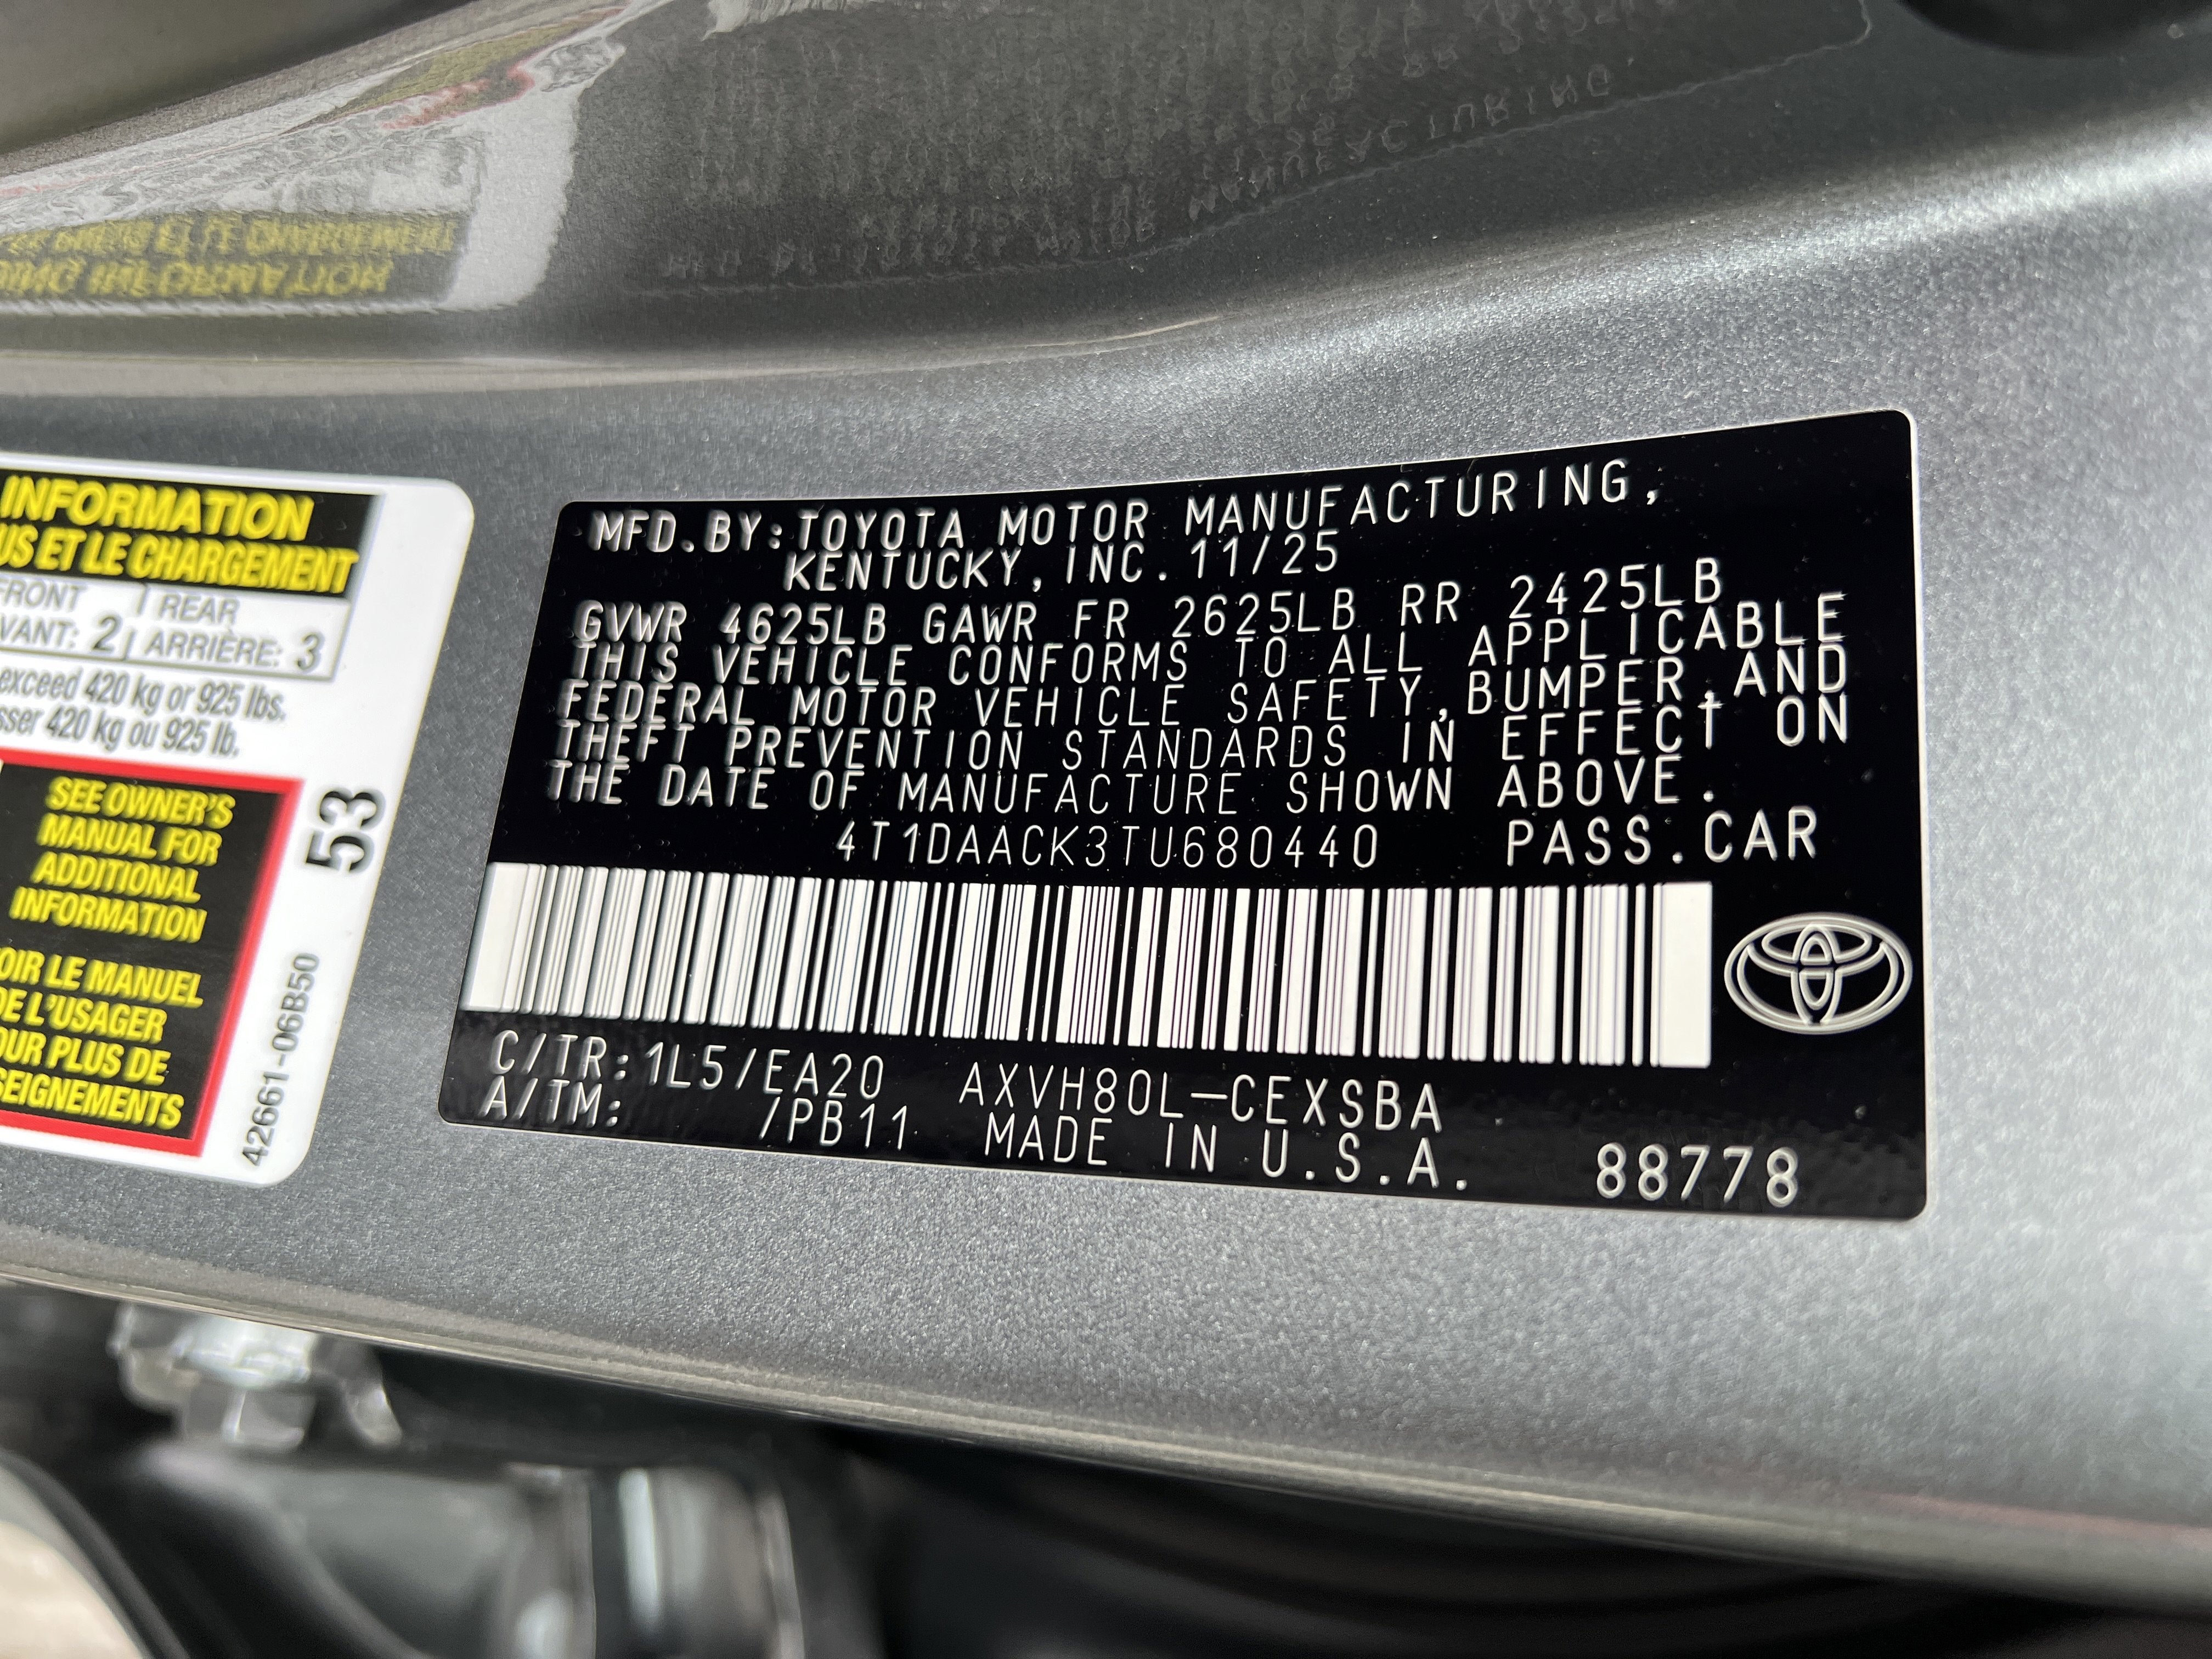 INFORMATION
US ET LE CHARGEMENT
FRONT | REAR
VANT: 2 | ARRIÈRE: 3
exceed 420 kg or 925 lbs.
sser 420 kg ou 925 lb.
SEE OWNER'S
MANUAL FOR
ADDITIONAL
INFORMATION
OIR LE MANUEL
DE L'USAGER
OUR PLUS DE
SEIGNEMENTS
53
42661-06B50
MFD.BY:TOYOTA MOTOR MANUFACTURING,
KENTUCKY,INC.11/25
GVWR 4625LB GAWR FR 2625LB RR 2425LB
THIS VEHICLE CONFORMS TO ALL APPLICABLE
FEDERAL MOTOR VEHICLE SAFETY,BUMPER,AND
THEFT PREVENTION STANDARDS IN EFFECT ON
THE DATE OF MANUFACTURE SHOWN ABOVE.
4T1DAACK3TU680440 PASS.CAR
C/TR:1L5/EA20 AXVH80L-CEXSBA
A/TM: /PB11 MADE IN U.S.A. 88778